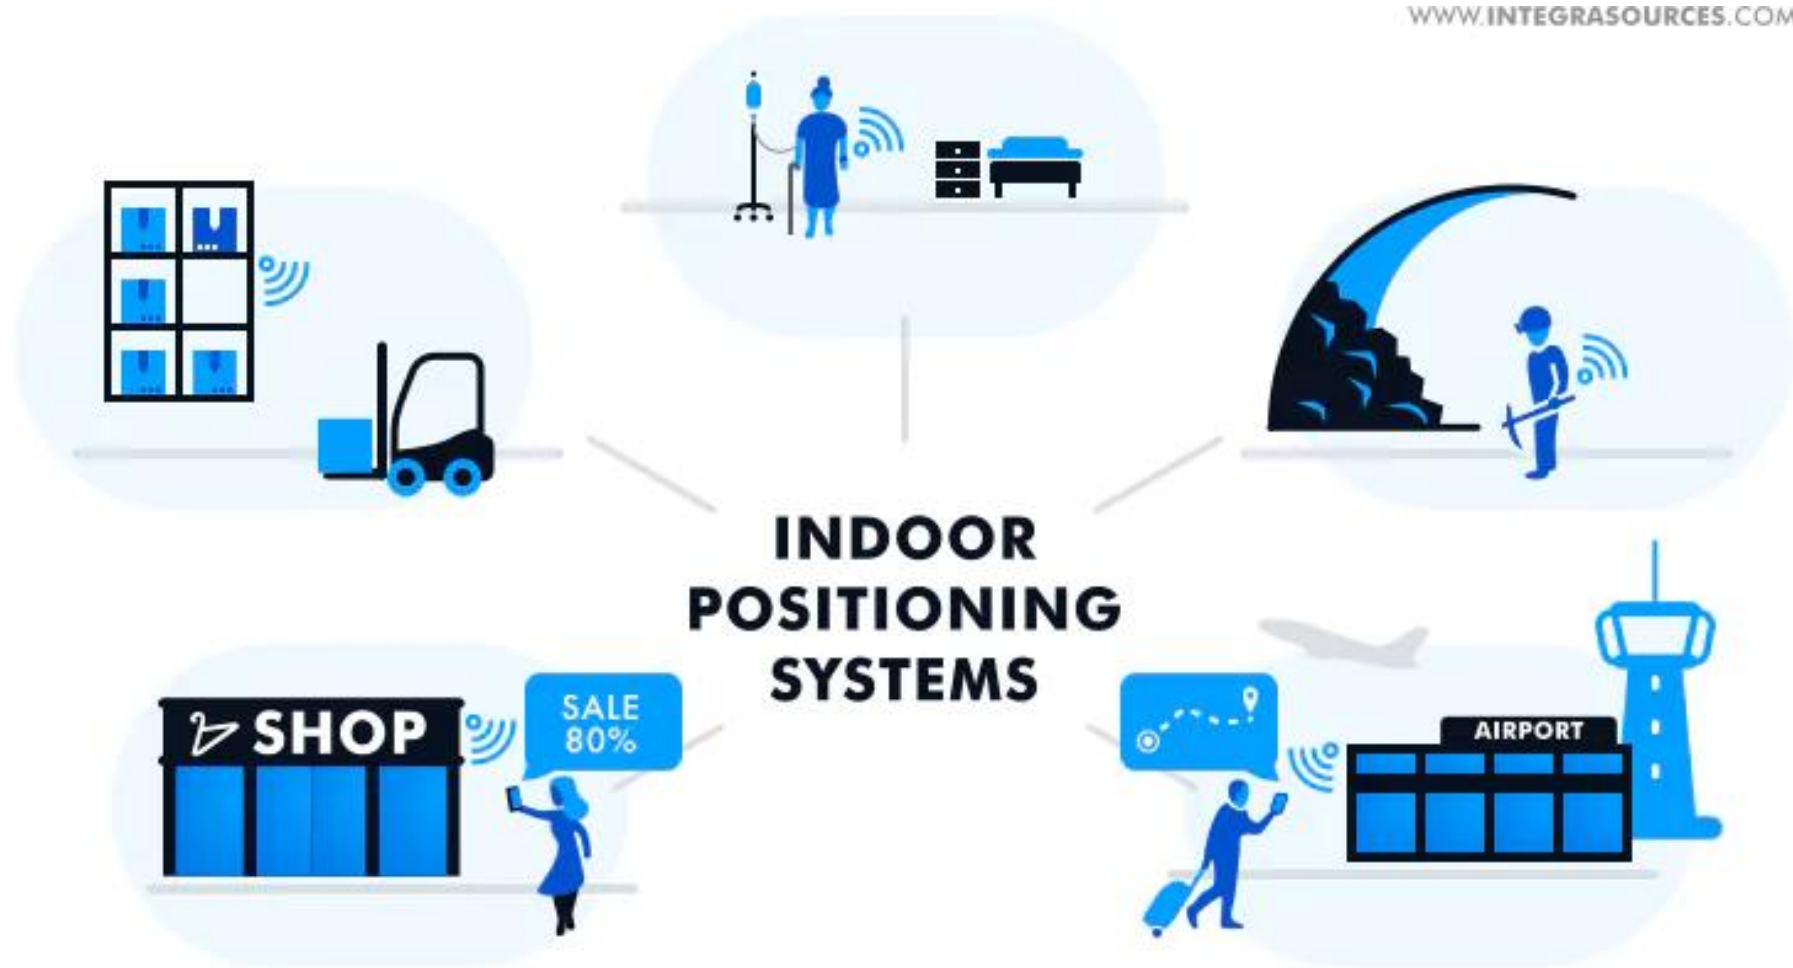 WWW.INTEGRASOURCES.COM
INDOOR
POSITIONING
SYSTEMS
SHOP
SALE
80%
AIRPORT